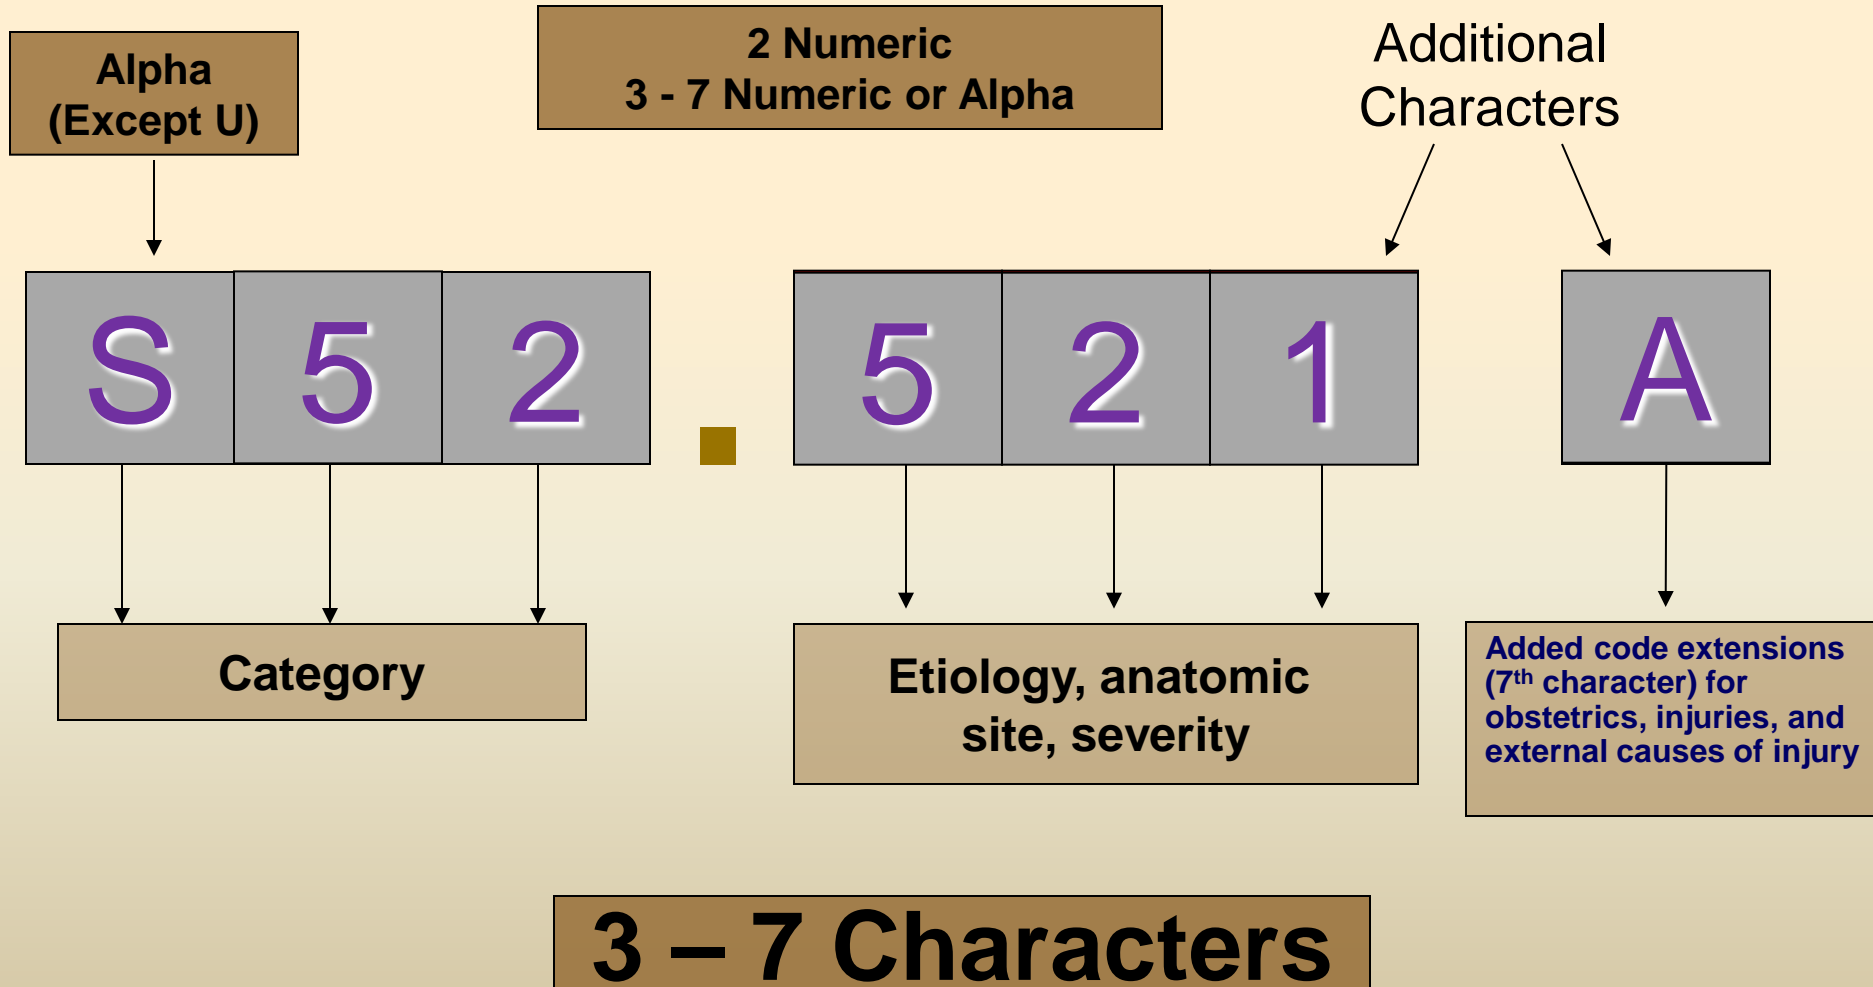 Alpha
(Except U)
2 Numeric
3 - 7 Numeric or Alpha
Additional
Characters
S 5 2 . 5 2 1 A
Category
Etiology, anatomic
site, severity
Added code extensions
(7th character) for
obstetrics, injuries, and
external causes of injury
3 – 7 Characters